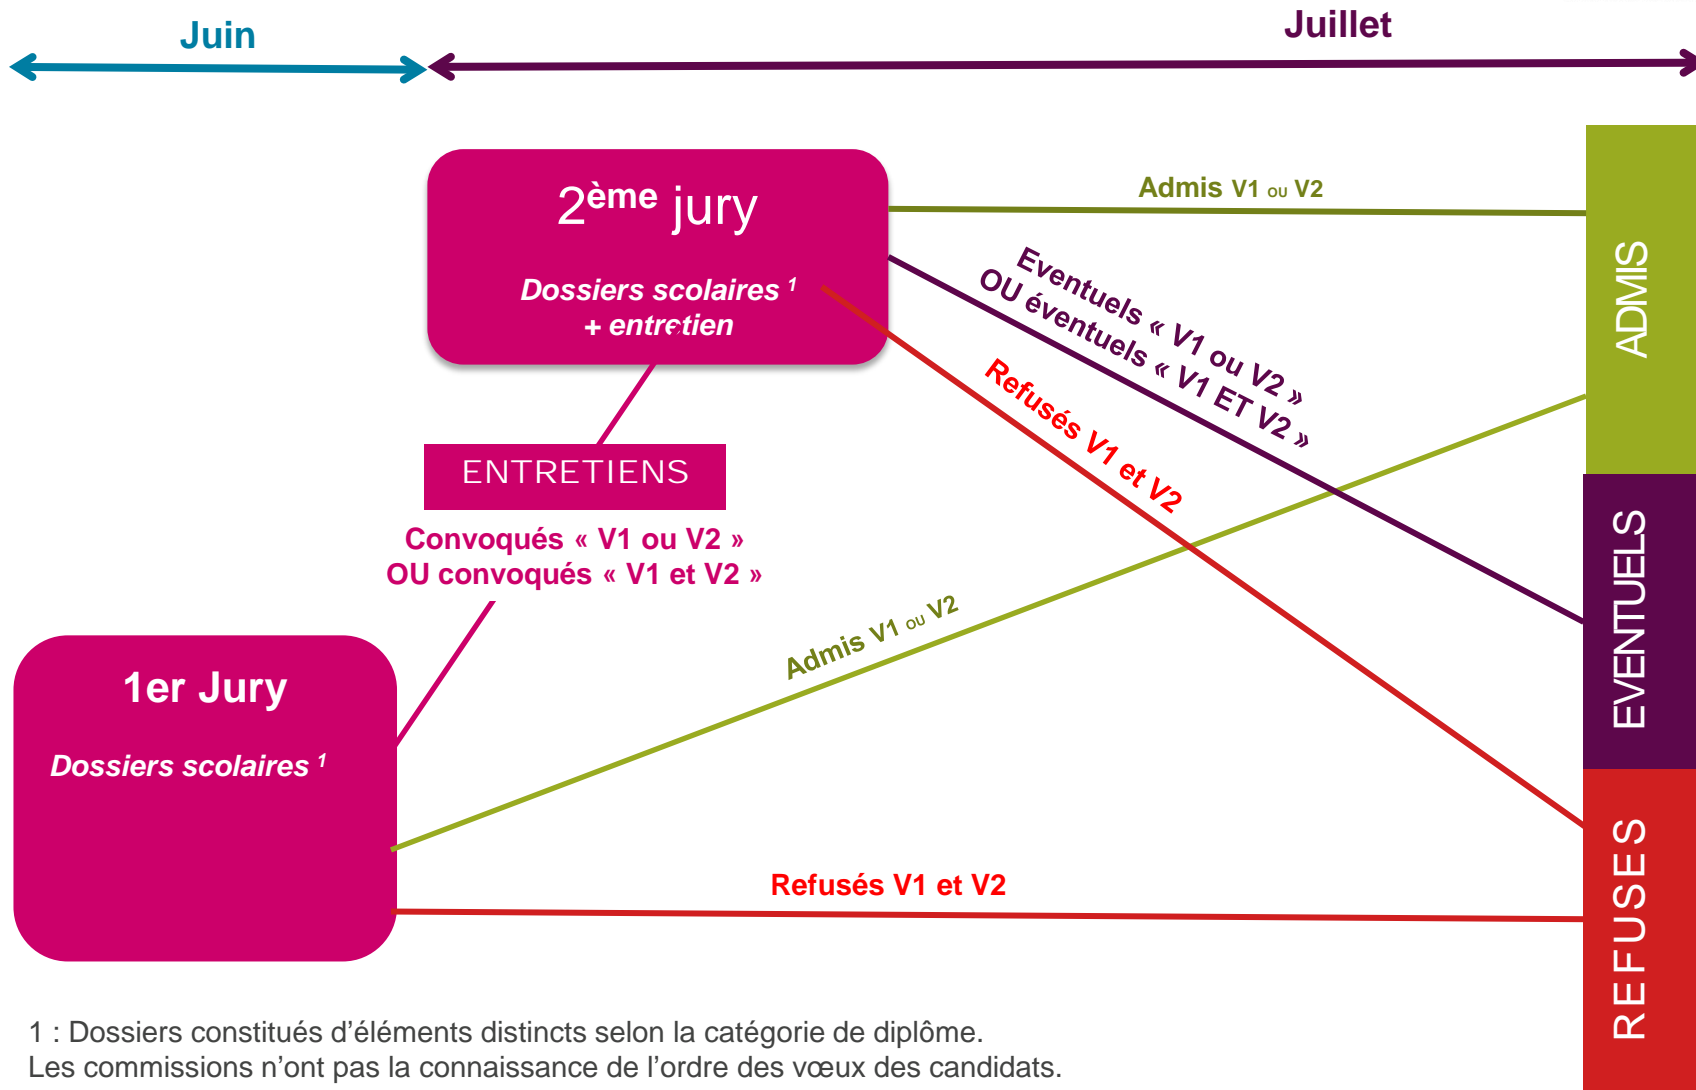 Juin
Juillet
2ème jury
Dossiers scolaires 1
+ entretien
Admis V1 ou V2
Eventuels « V1 ou V2 »
OU éventuels « V1 ET V2 »
Refusés V1 et V2
ENTRETIENS
Convoqués « V1 ou V2 »
OU convoqués « V1 et V2 »
Admis V1 ou V2
1er Jury
Dossiers scolaires 1
Refusés V1 et V2
ADMIS
EVENTUELS
REFUSES
1 : Dossiers constitués d’éléments distincts selon la catégorie de diplôme.
Les commissions n’ont pas la connaissance de l’ordre des vœux des candidats.